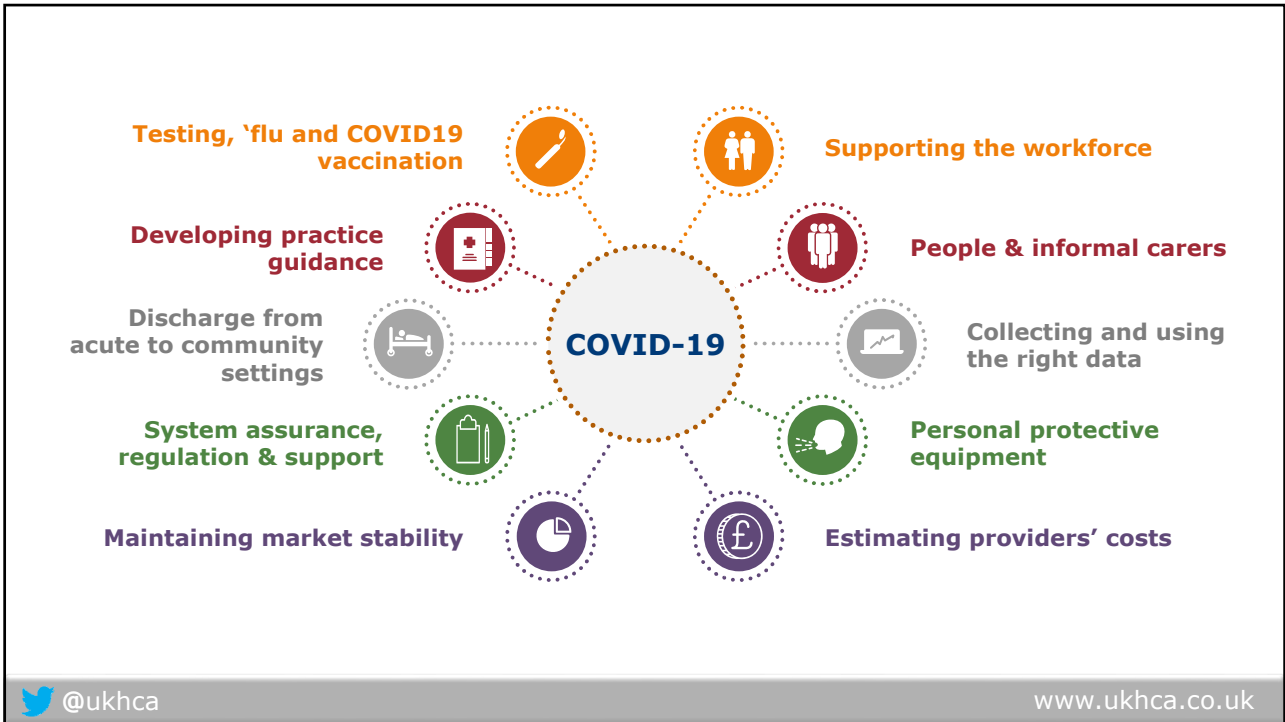 Testing, ‘flu and COVID19
vaccination
Supporting the workforce
Developing practice
guidance
People & informal carers
Discharge from
acute to community
settings
COVID-19
Collecting and using
the right data
System assurance,
regulation & support
Personal protective
equipment
Maintaining market stability
£
Estimating providers’ costs
@ukhca
www.ukhca.co.uk